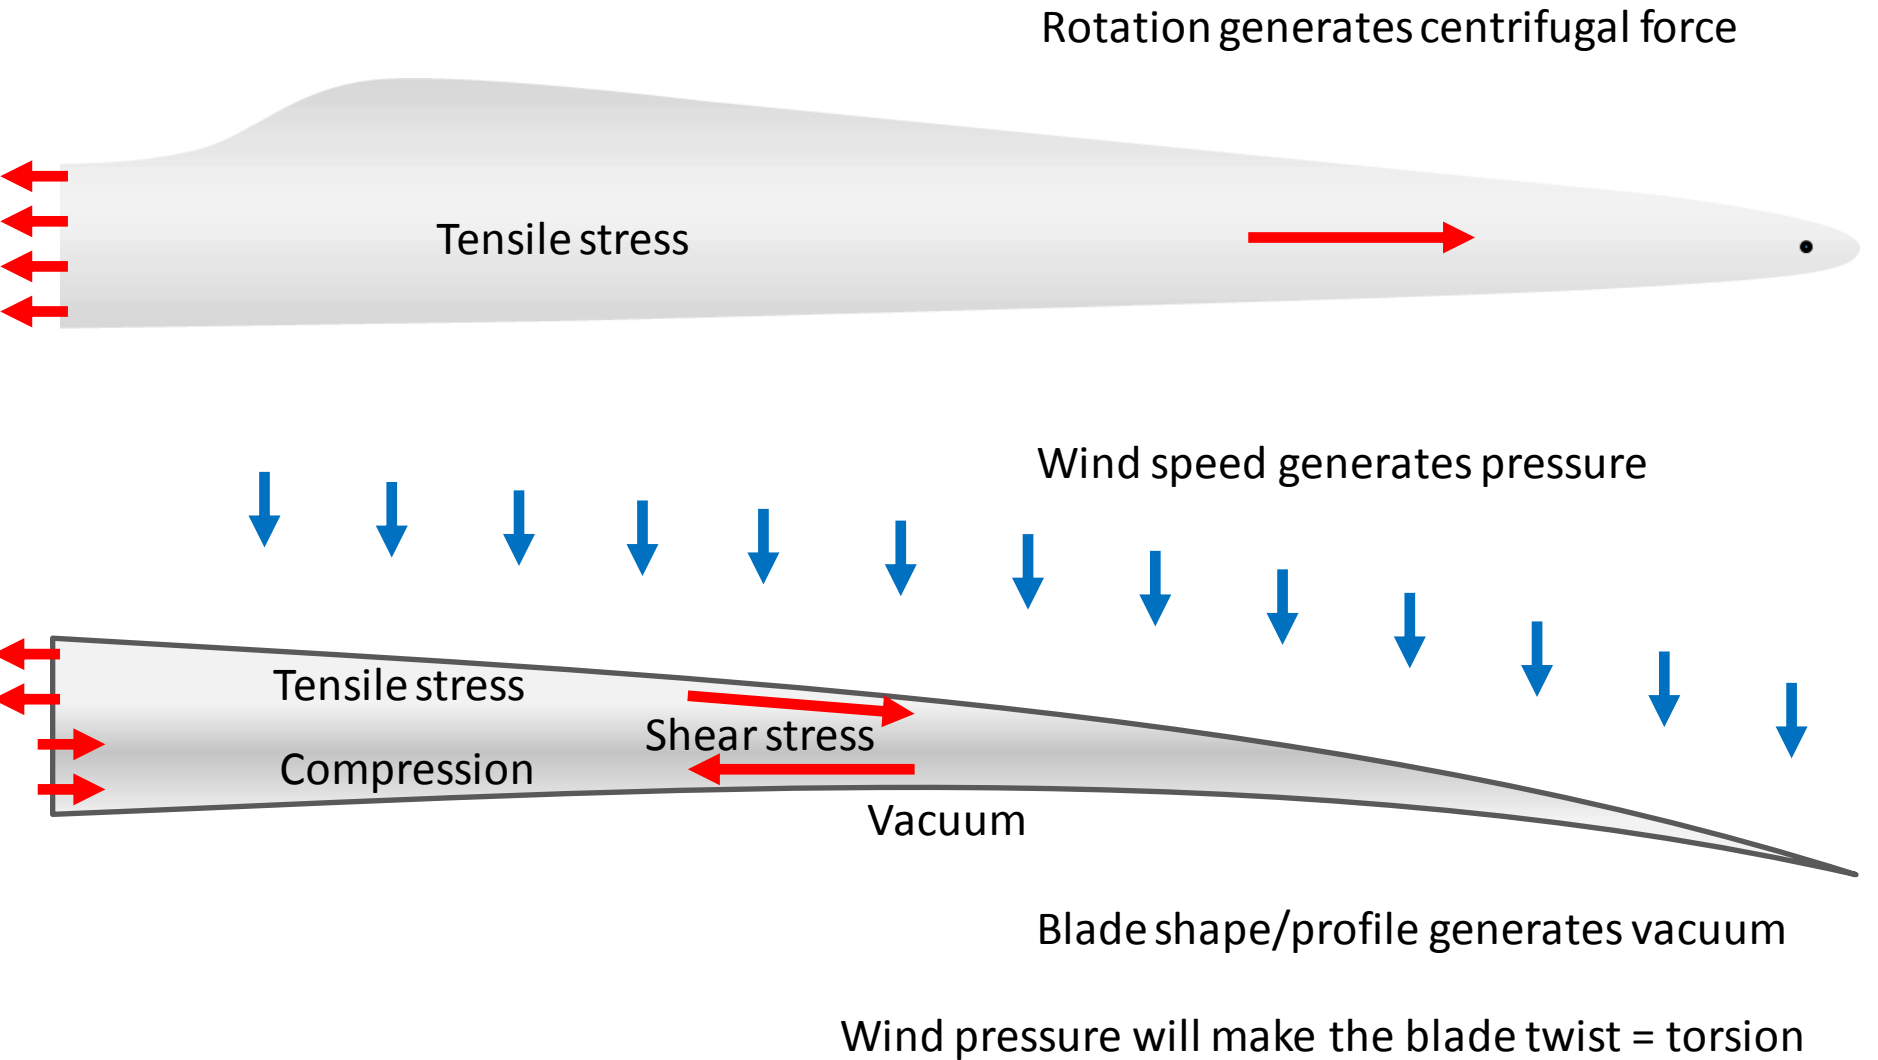 Rotation generates centrifugal force
Tensile stress
Wind speed generates pressure
Tensile stress
Shear stress
Compression
Vacuum
Blade shape/profile generates vacuum
Wind pressure will make the blade twist = torsion